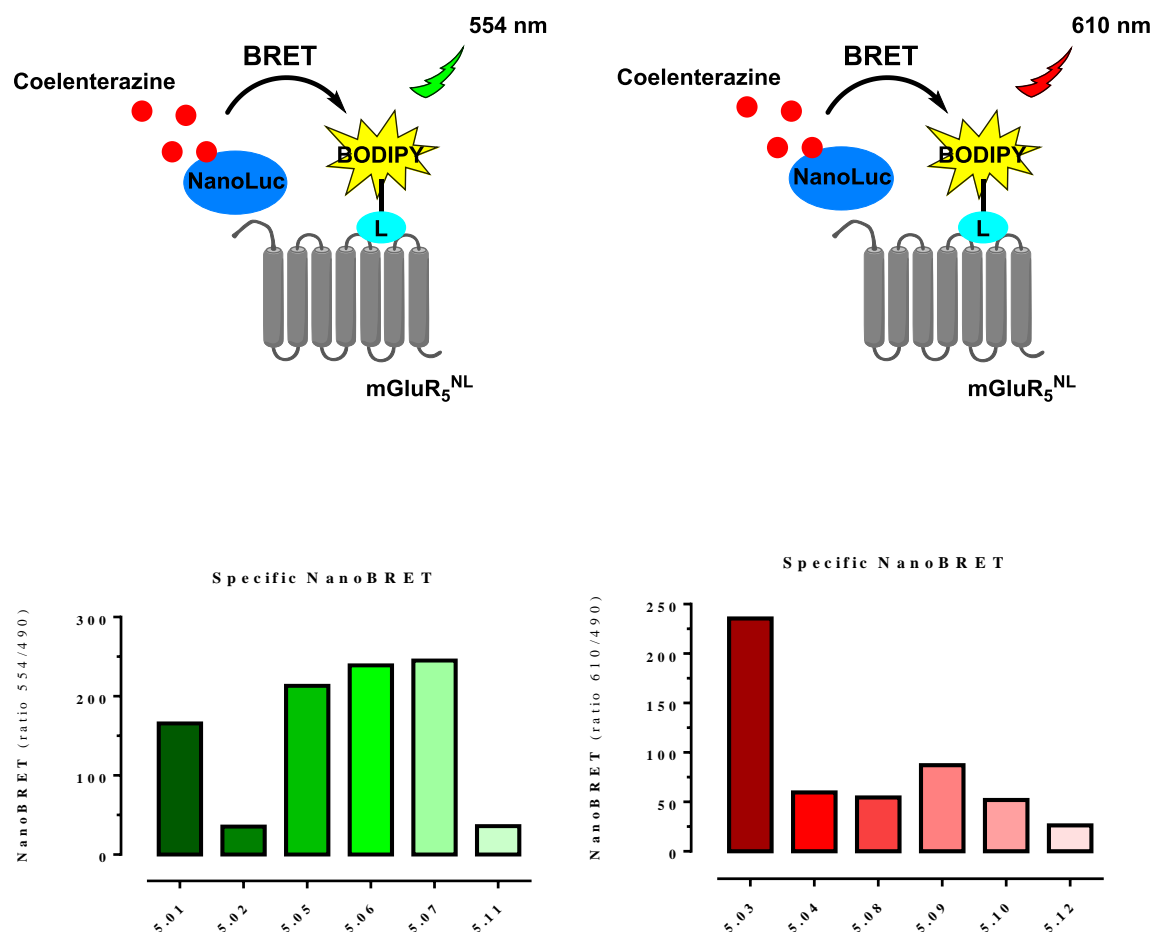 554 nm
BRET
Coelenterazine
BODIPY
NanoLuc
L
mGluR5NL
610 nm
BRET
Coelenterazine
BODIPY
NanoLuc
L
mGluR5NL
Specific NanoBRET
NanoBRET (ratio 554/490)
300
200
100
0
5.01
5.02
5.05
5.06
5.07
5.11
Specific NanoBRET
NanoBRET (ratio 610/490)
250
200
150
100
50
0
5.03
5.04
5.08
5.09
5.10
5.12